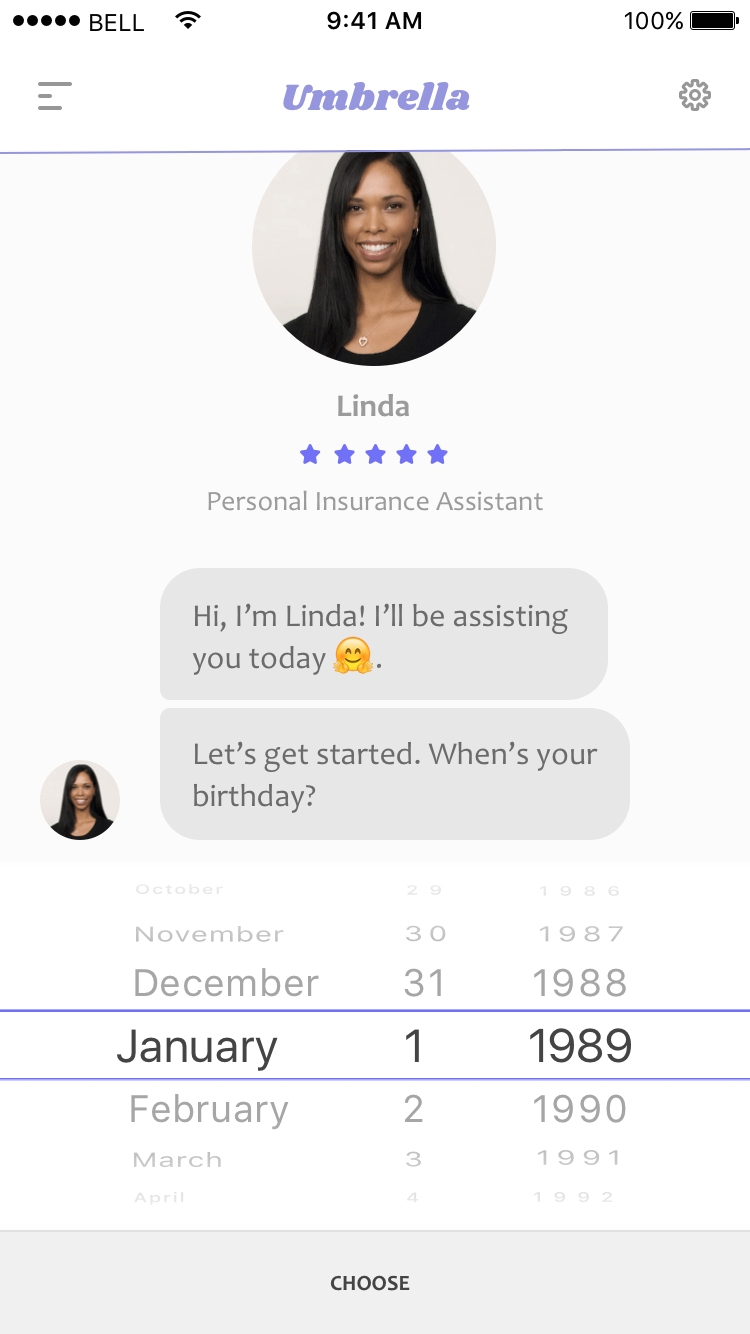 BELL 9:41 AM 100%
Umbrella
Linda
Personal Insurance Assistant
Hi, I’m Linda! I’ll be assisting
you today 🤗.
Let’s get started. When’s your
birthday?
October 29 1986
November 30 1987
December 31 1988
January 1 1989
February 2 1990
March 3 1991
April 4 1992
CHOOSE